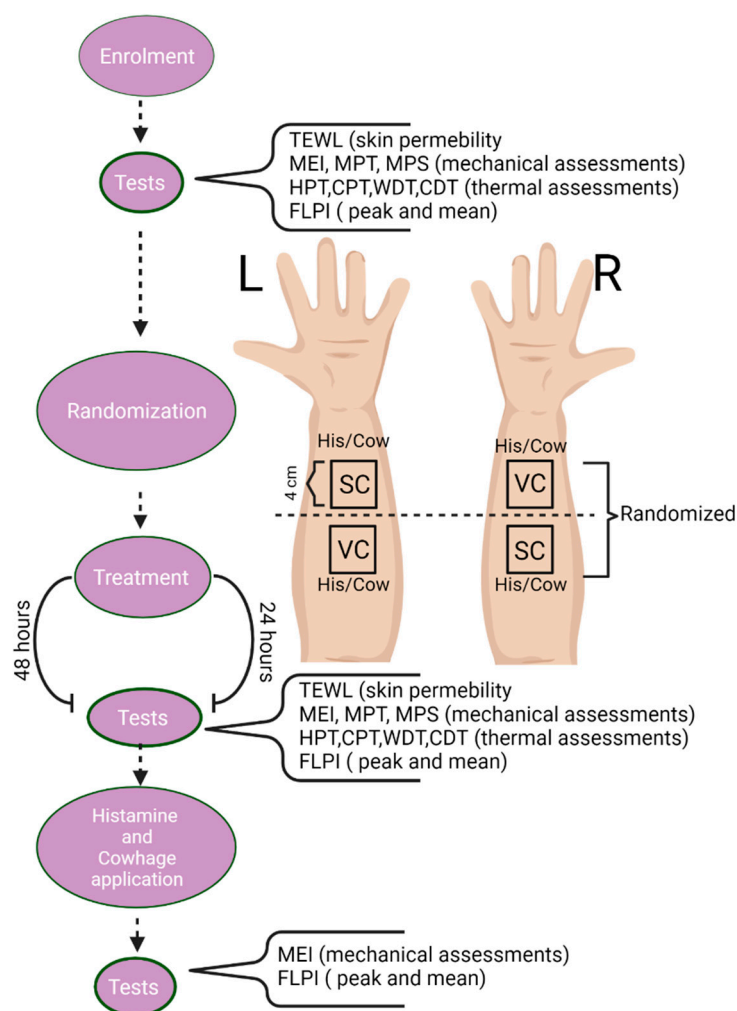 Enrolment
Tests
TEWL (skin permebility
MEI, MPT, MPS (mechanical assessments)
HPT,CPT,WDT,CDT (thermal assessments)
FLPI ( peak and mean)
L
R
Randomization
His/Cow
His/Cow
4 cm
SC
VC
Randomized
VC
SC
His/Cow
His/Cow
Treatment
48 hours
24 hours
Tests
TEWL (skin permebility
MEI, MPT, MPS (mechanical assessments)
HPT,CPT,WDT,CDT (thermal assessments)
FLPI ( peak and mean)
Histamine
and
Cowhage
application
Tests
MEI (mechanical assessments)
FLPI ( peak and mean)